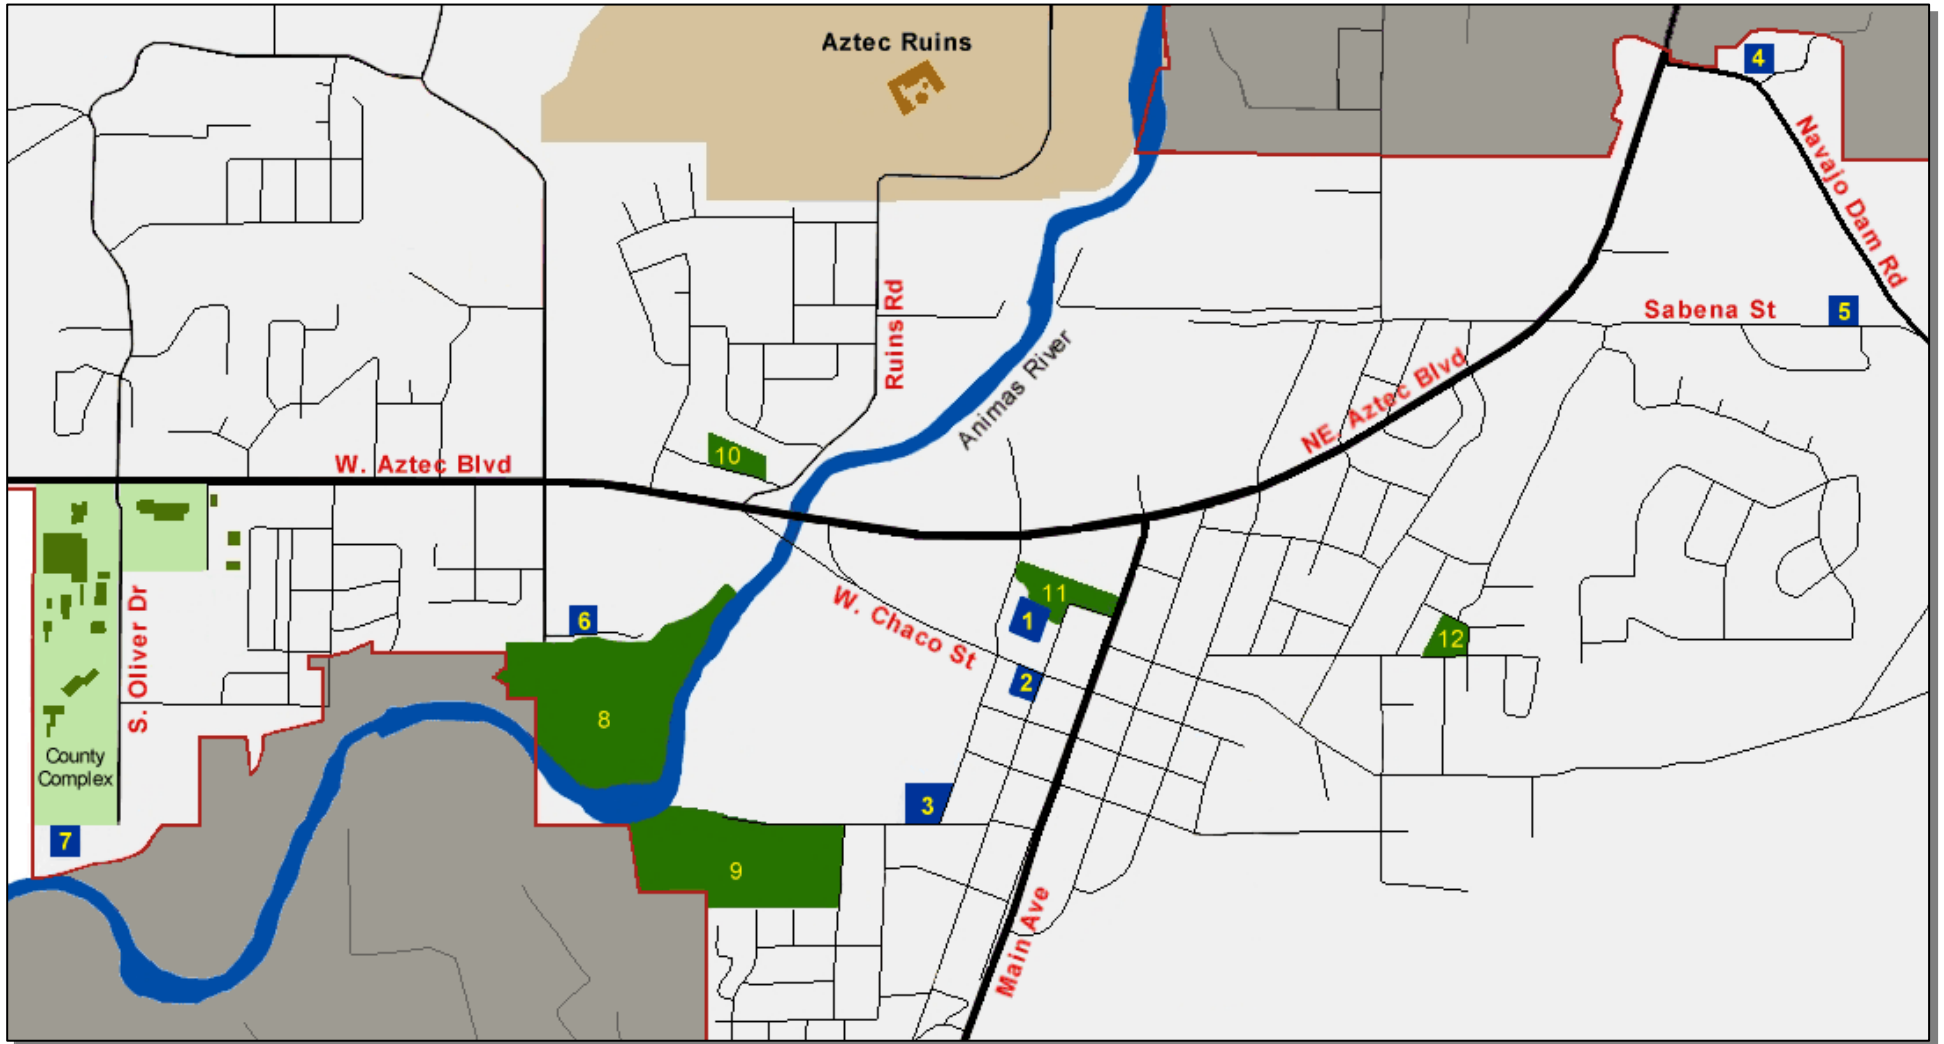 Aztec Ruins
4
Navajo Dam Rd
Ruins Rd
Sabena St
5
Animas River
NE. Aztec Blvd
W. Aztec Blvd
10
S. Oliver Dr
6
W. Chaco St
11
1
12
2
8
County
Complex
3
7
9
Main Ave